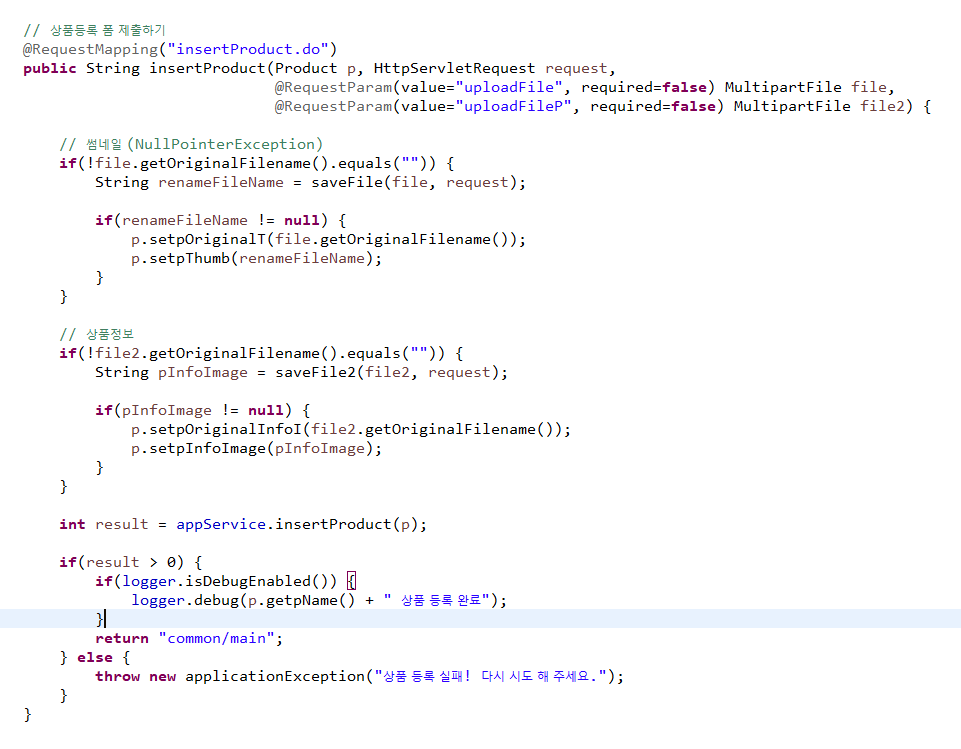 // 상품등록 폼 제출하기
@RequestMapping("insertProduct.do")
public String insertProduct(Product p, HttpServletRequest request,
@RequestParam(value="uploadFile", required=false) MultipartFile file,
@RequestParam(value="uploadFileP", required=false) MultipartFile file2) {
// 썸네일 (NullPointerException)
if(!file.getOriginalFilename().equals("")) {
String renameFileName = saveFile(file, request);
if(renameFileName != null) {
p.setpOriginalT(file.getOriginalFilename());
p.setpThumb(renameFileName);
}
}
// 상품정보
if(!file2.getOriginalFilename().equals("")) {
String pInfoImage = saveFile2(file2, request);
if(pInfoImage != null) {
p.setpOriginalInfoI(file2.getOriginalFilename());
p.setpInfoImage(pInfoImage);
}
}
int result = appService.insertProduct(p);
if(result > 0) {
if(logger.isDebugEnabled()) {
logger.debug(p.getpName() + " 상품 등록 완료");
}
return "common/main";
} else {
throw new applicationException("상품 등록 실패! 다시 시도 해 주세요.");
}
}